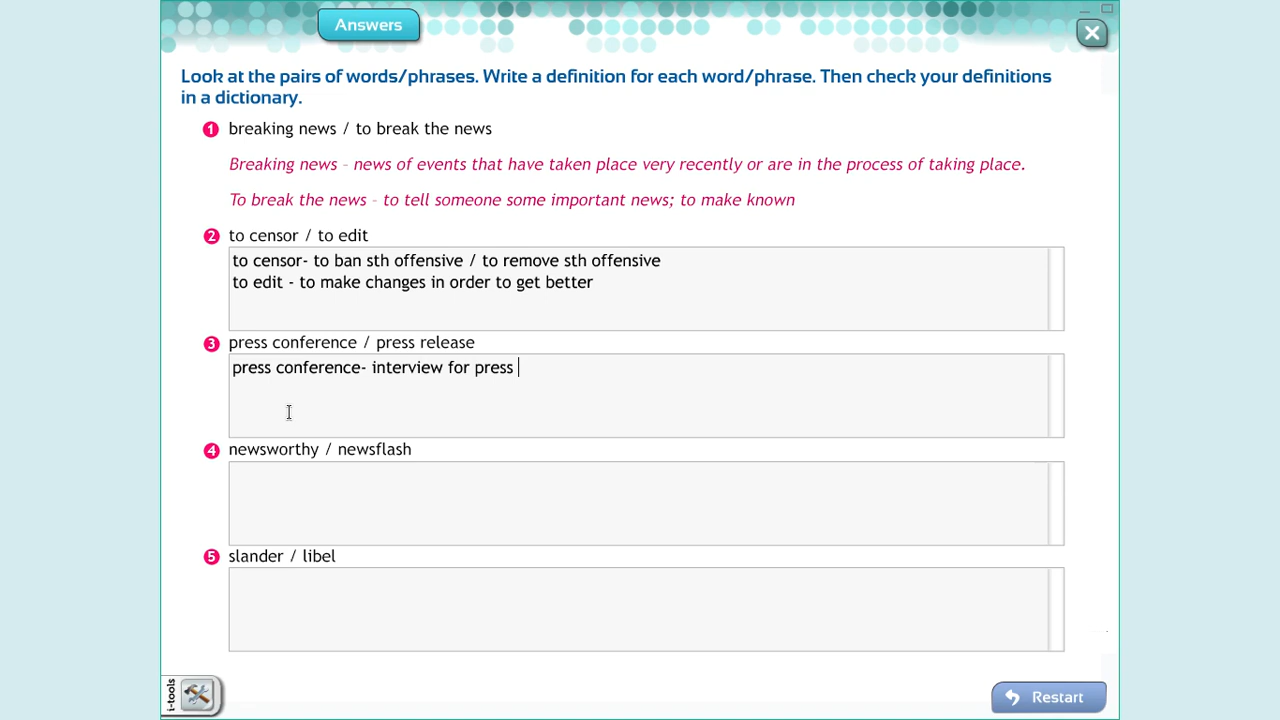 Answers
Look at the pairs of words/phrases. Write a definition for each word/phrase. Then check your definitions
in a dictionary.
1 breaking news / to break the news
Breaking news – news of events that have taken place very recently or are in the process of taking place.
To break the news – to tell someone some important news; to make known
2 to censor / to edit
to censor- to ban sth offensive / to remove sth offensive
to edit - to make changes in order to get better
3 press conference / press release
press conference- interview for press
4 newsworthy / newsflash
5 slander / libel
i-tools
Restart